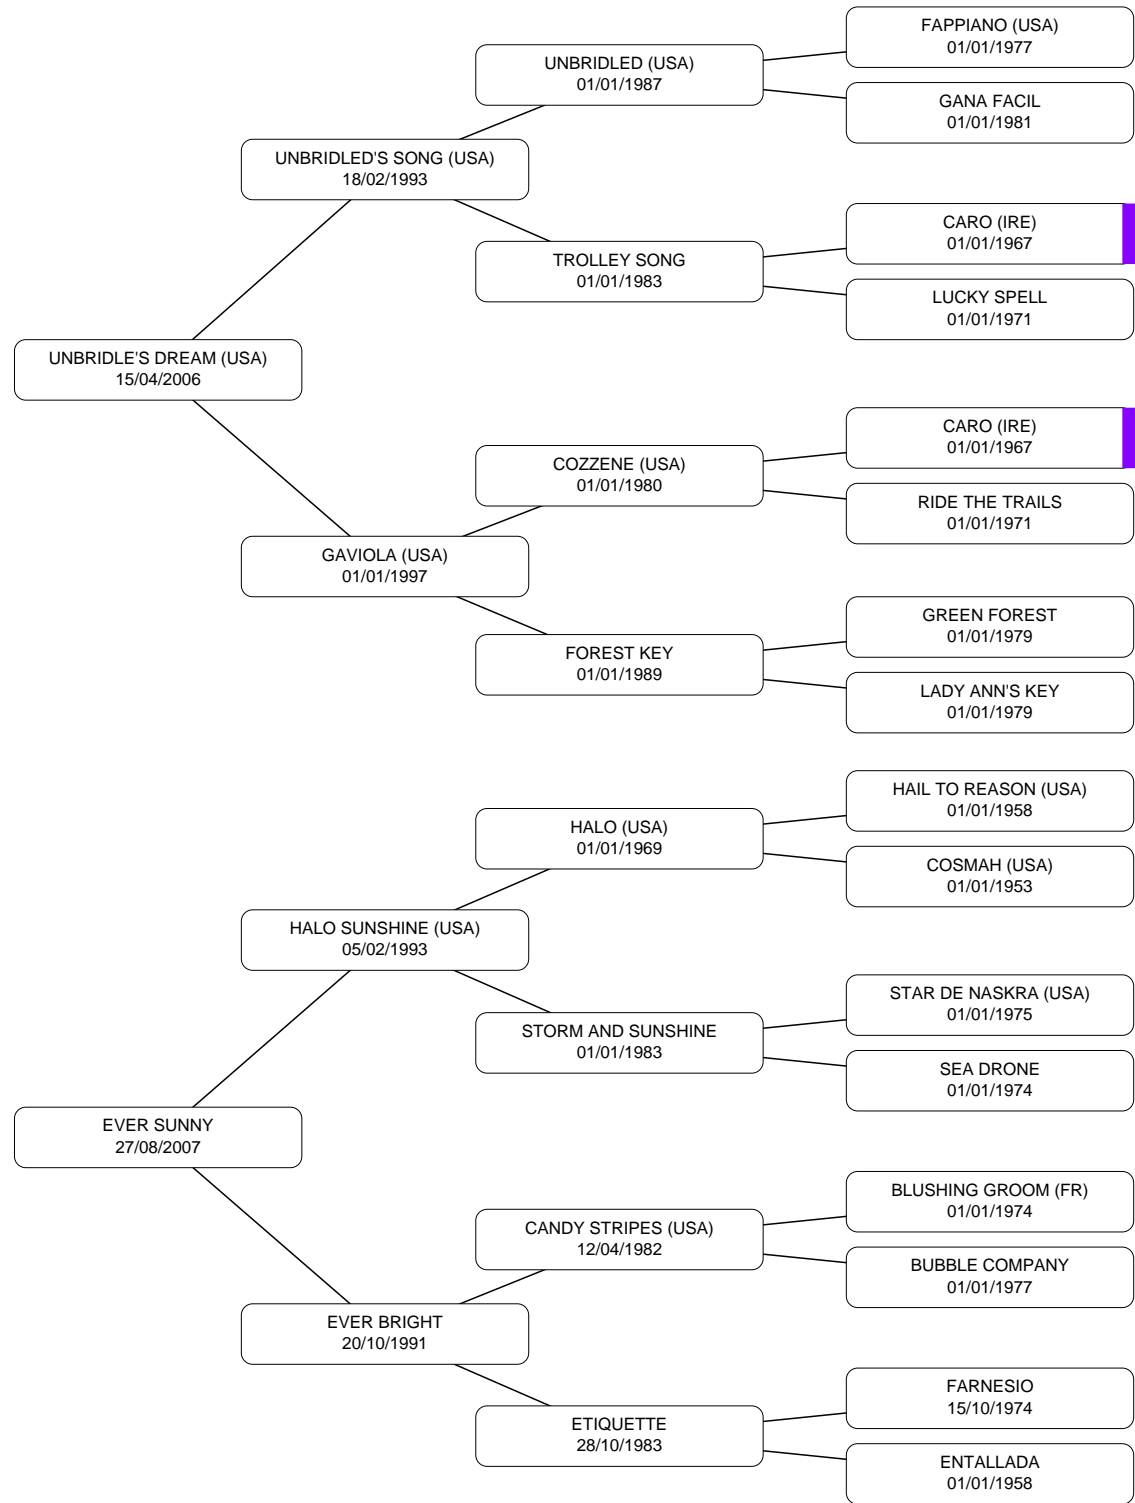 FAPPIANO (USA)
01/01/1977
UNBRIDLED (USA)
01/01/1987
GANA FACIL
01/01/1981
UNBRIDLED'S SONG (USA)
18/02/1993
CARO (IRE)
01/01/1967
TROLLEY SONG
01/01/1983
LUCKY SPELL
01/01/1971
UNBRIDLE'S DREAM (USA)
15/04/2006
CARO (IRE)
01/01/1967
COZZENE (USA)
01/01/1980
RIDE THE TRAILS
01/01/1971
GAVIOLA (USA)
01/01/1997
GREEN FOREST
01/01/1979
FOREST KEY
01/01/1989
LADY ANN'S KEY
01/01/1979
HAIL TO REASON (USA)
01/01/1958
HALO (USA)
01/01/1969
COSMAH (USA)
01/01/1953
HALO SUNSHINE (USA)
05/02/1993
STAR DE NASKRA (USA)
01/01/1975
STORM AND SUNSHINE
01/01/1983
SEA DRONE
01/01/1974
EVER SUNNY
27/08/2007
BLUSHING GROOM (FR)
01/01/1974
CANDY STRIPES (USA)
12/04/1982
BUBBLE COMPANY
01/01/1977
EVER BRIGHT
20/10/1991
FARNESIO
15/10/1974
ETIQUETTE
28/10/1983
ENTALLADA
01/01/1958